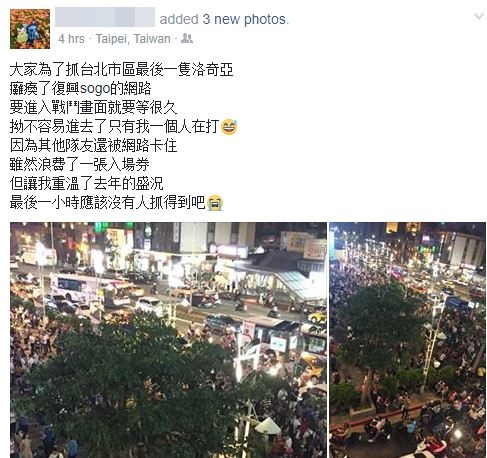 added 3 new photos.
4 hrs · Taipei, Taiwan ·
大家為了抓台北市區最後一隻洛奇亞
癱瘓了復興sogo的網路
要進入戰鬥畫面就要等很久
拗不容易進去了只有我一個人在打😅
因為其他隊友還被網路卡住
雖然浪費了一張入場券
但讓我重溫了去年的盛況
最後一小時應該沒有人抓得到吧😭